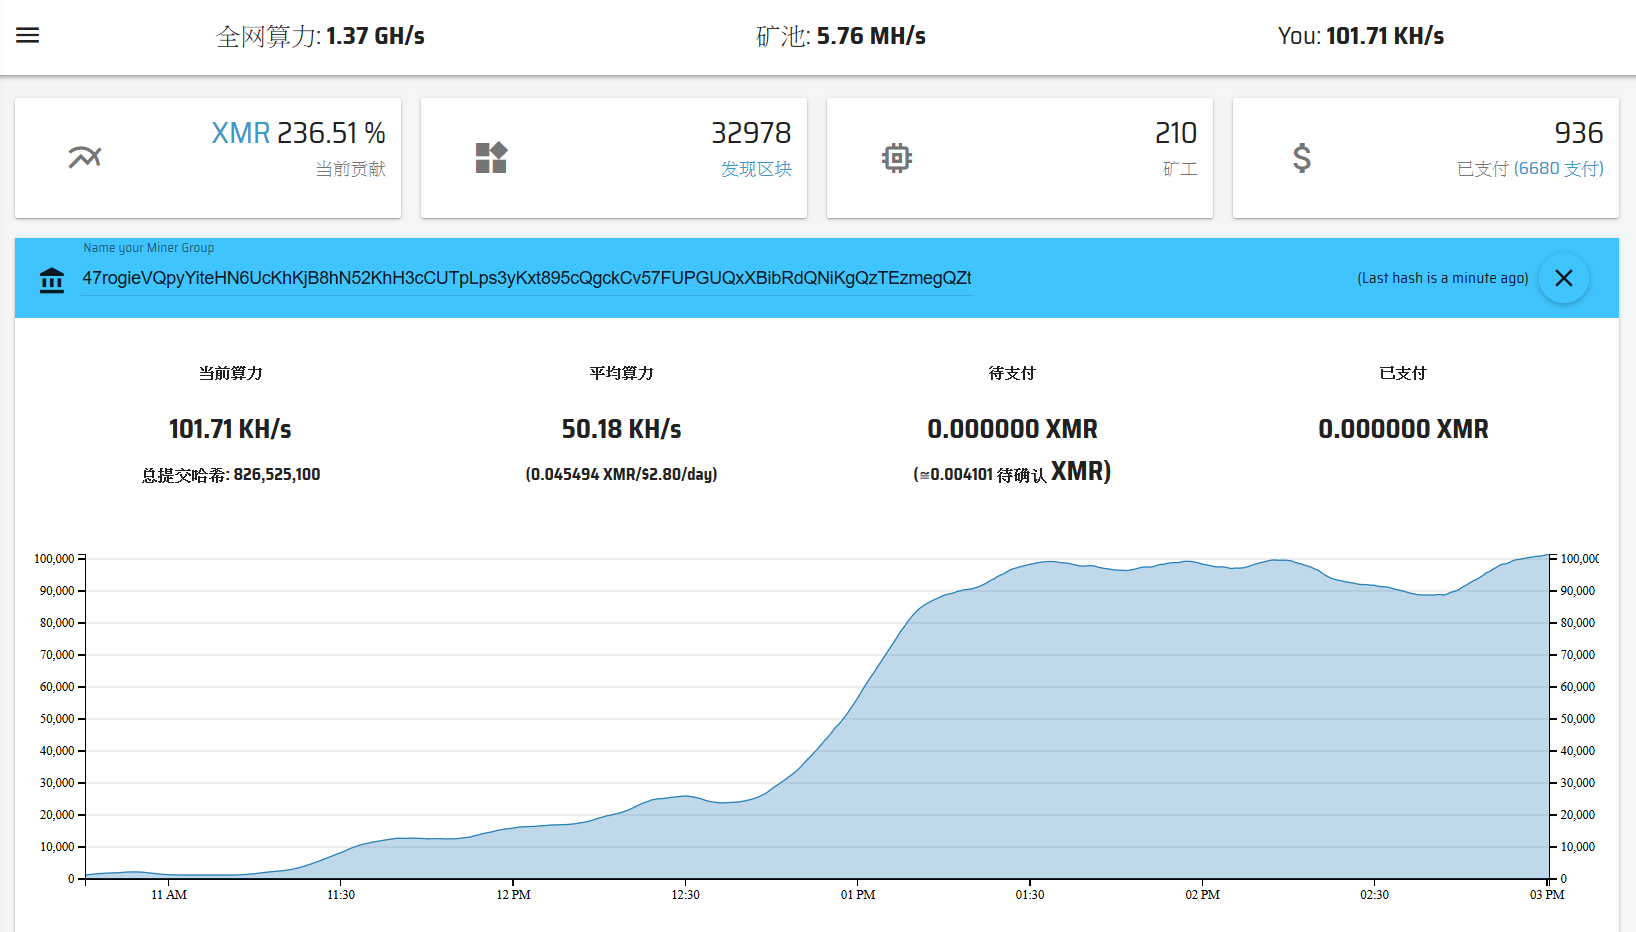 全网算力: 1.37 GH/s
矿池: 5.76 MH/s
You: 101.71 KH/s
XMR 236.51 %
当前贡献
32978
发现区块
210
矿工
936
已支付 (6680 支付)
Name your Miner Group
47rogieVQpyYiteHN6UcKhKjB8hN52KhH3cCUTpLps3yKxt895cQgckCv57FUPGUQxXBibRdQNiKgQzTEzmegQZt
(Last hash is a minute ago)
当前算力
101.71 KH/s
总提交哈希: 826,525,100
平均算力
50.18 KH/s
(0.045494 XMR/$2.80/day)
待支付
0.000000 XMR
(≅0.004101 待确认 XMR)
已支付
0.000000 XMR
100,000
90,000
80,000
70,000
60,000
50,000
40,000
30,000
20,000
10,000
0
100,000
90,000
80,000
70,000
60,000
50,000
40,000
30,000
20,000
10,000
0
11 AM
11:30
12 PM
12:30
01 PM
01:30
02 PM
02:30
03 PM